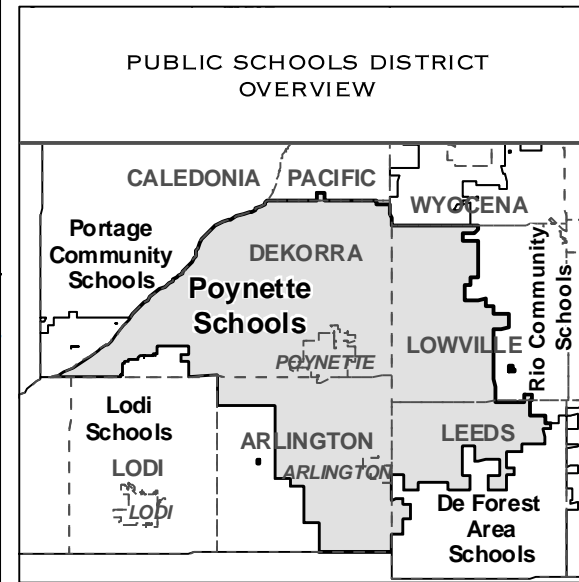 PUBLIC SCHOOLS DISTRICT
OVERVIEW
CALEDONIA
PACIFIC
WYOCENA
Portage
Community
Schools
DEKORRA
Poynette
Schools
POYNETTE
LOWVILLE
Rio Community
Schools
Lodi
Schools
LODI
LODI
ARLINGTON
ARLINGTON
LEEDS
De Forest
Area
Schools